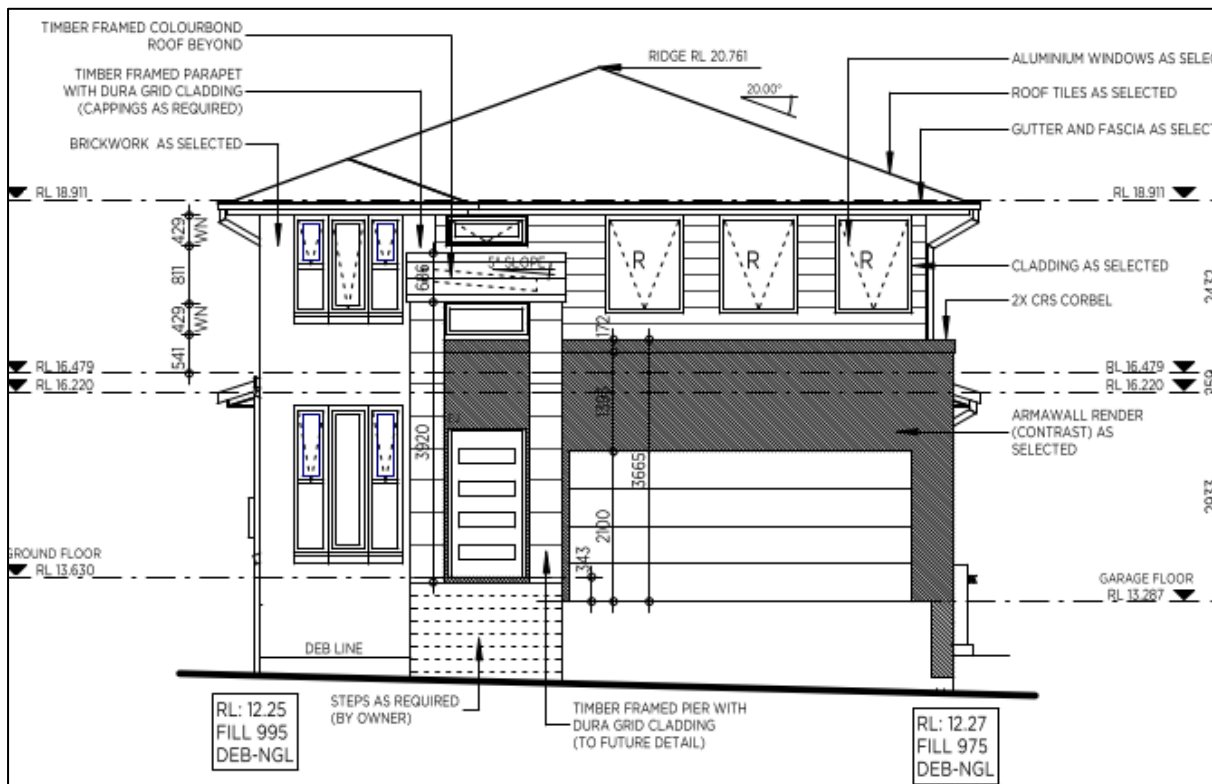 TIMBER FRAMED COLOURBOND
ROOF BEYOND
TIMBER FRAMED PARAPET
WITH DURA GRID CLADDING
(CAPPINGS AS REQUIRED)
BRICKWORK AS SELECTED
RIDGE RL 20.761
20.00°
ALUMINIUM WINDOWS AS SELEC
ROOF TILES AS SELECTED
GUTTER AND FASCIA AS SELECT
RL 18.911
RL 18.911
429
WN
811
429
WN
541
686
5° SLOPE
R
R
R
CLADDING AS SELECTED
2X CRS CORBEL
2432
172
RL 16.479
RL 16.220
RL 16.479
RL 16.220
259
1393
EJ
3920
3665
2100
343
ARMAWALL RENDER
(CONTRAST) AS
SELECTED
2933
GROUND FLOOR
RL 13.630
GARAGE FLOOR
RL 13.287
DEB LINE
STEPS AS REQUIRED
(BY OWNER)
TIMBER FRAMED PIER WITH
DURA GRID CLADDING
(TO FUTURE DETAIL)
RL: 12.25
FILL 995
DEB-NGL
RL: 12.27
FILL 975
DEB-NGL